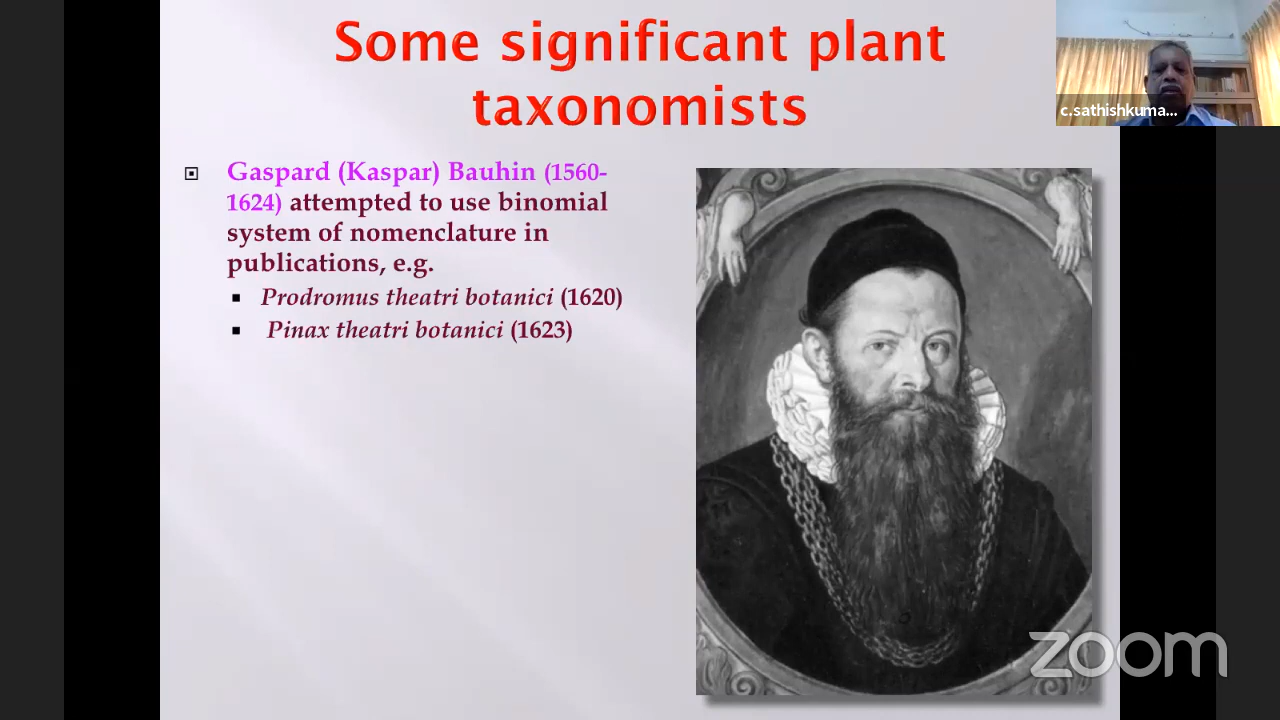 Some significant plant
taxonomists
c.sathishkuma...
Gaspard (Kaspar) Bauhin (1560-
1624) attempted to use binomial
system of nomenclature in
publications, e.g.
Prodromus theatri botanici (1620)
Pinax theatri botanici (1623)
zoom